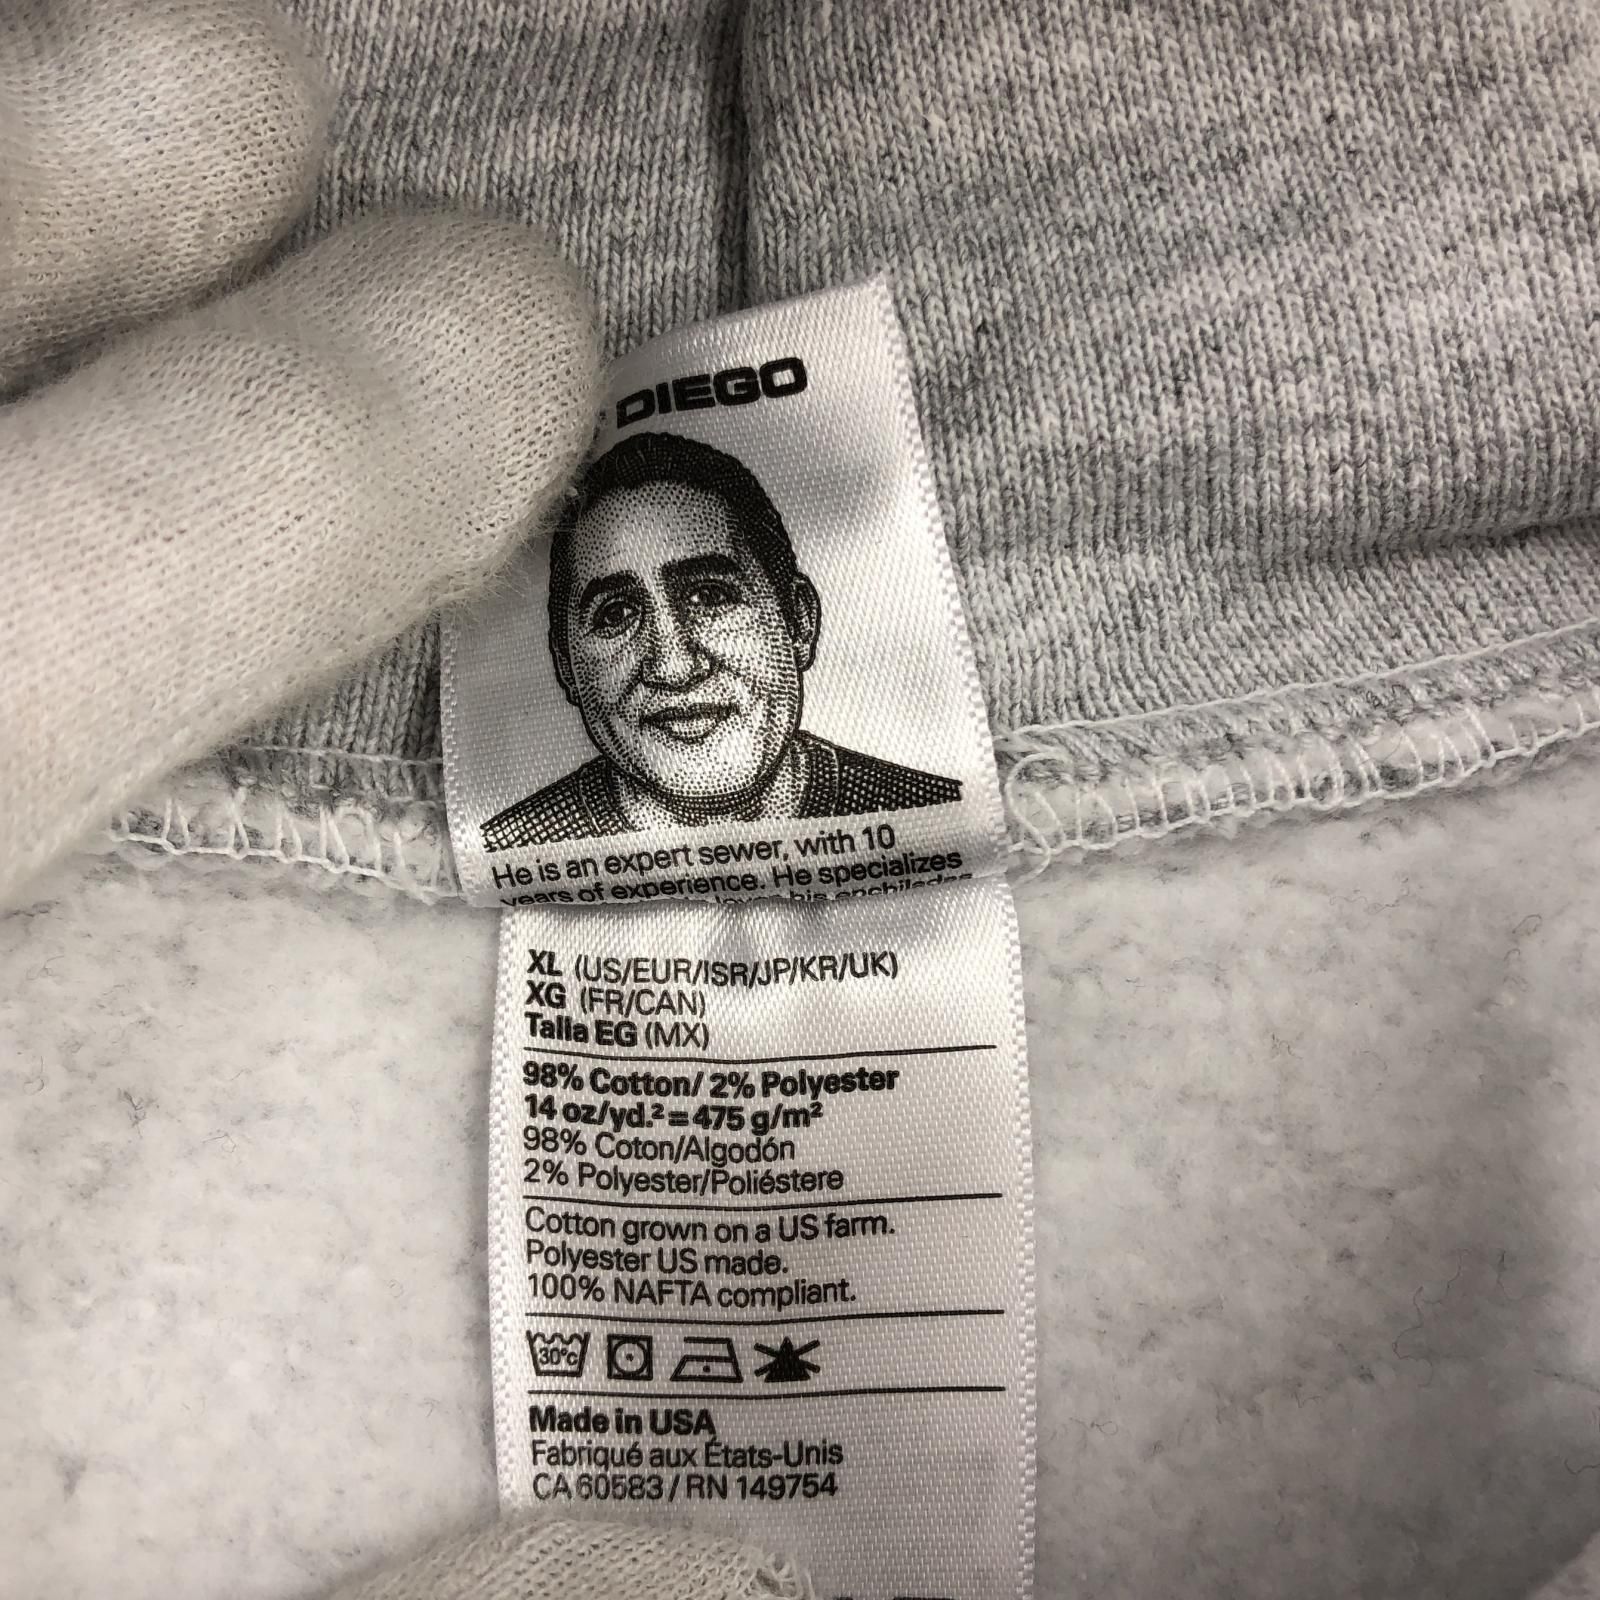 DIEGO
He is an expert sewer, with 10
years of experience. He specializes
loves his enchiladas
XL (US/EUR/ISR/JP/KR/UK)
XG (FR/CAN)
Talla EG (MX)
98% Cotton/ 2% Polyester
14 oz/yd.² = 475 g/m²
98% Coton/Algodón
2% Polyester/Poliéstere
Cotton grown on a US farm.
Polyester US made.
100% NAFTA compliant.
30°c
Made in USA
Fabriqué aux États-Unis
CA 60583 / RN 149754